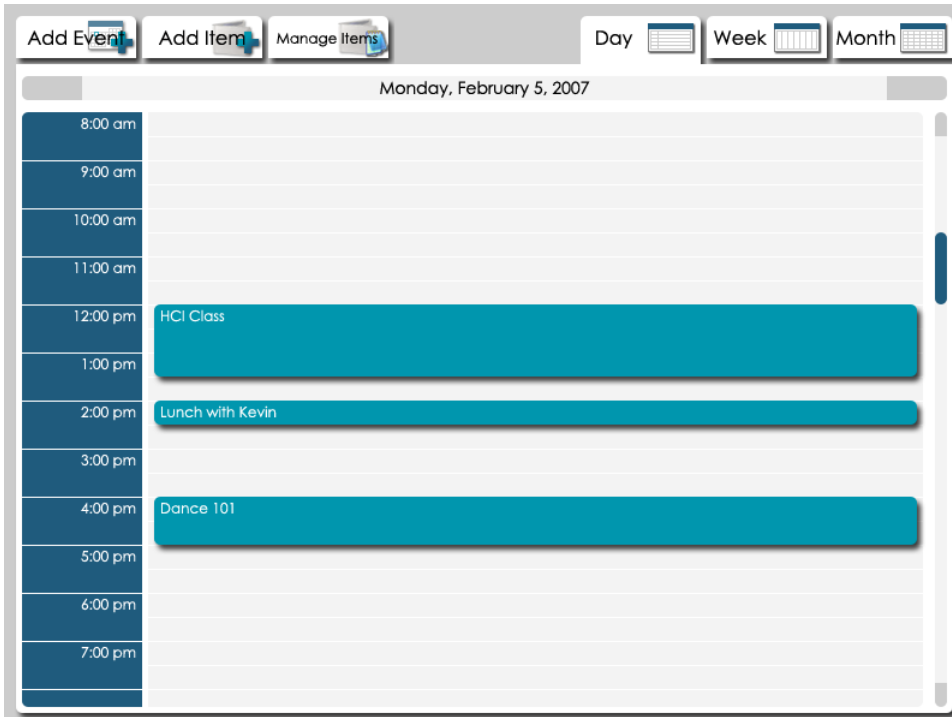 Add Event
Add Item
Manage Items
Day
Week
Month
Monday, February 5, 2007
8:00 am
9:00 am
10:00 am
11:00 am
12:00 pm
HCI Class
1:00 pm
2:00 pm
Lunch with Kevin
3:00 pm
4:00 pm
Dance 101
5:00 pm
6:00 pm
7:00 pm